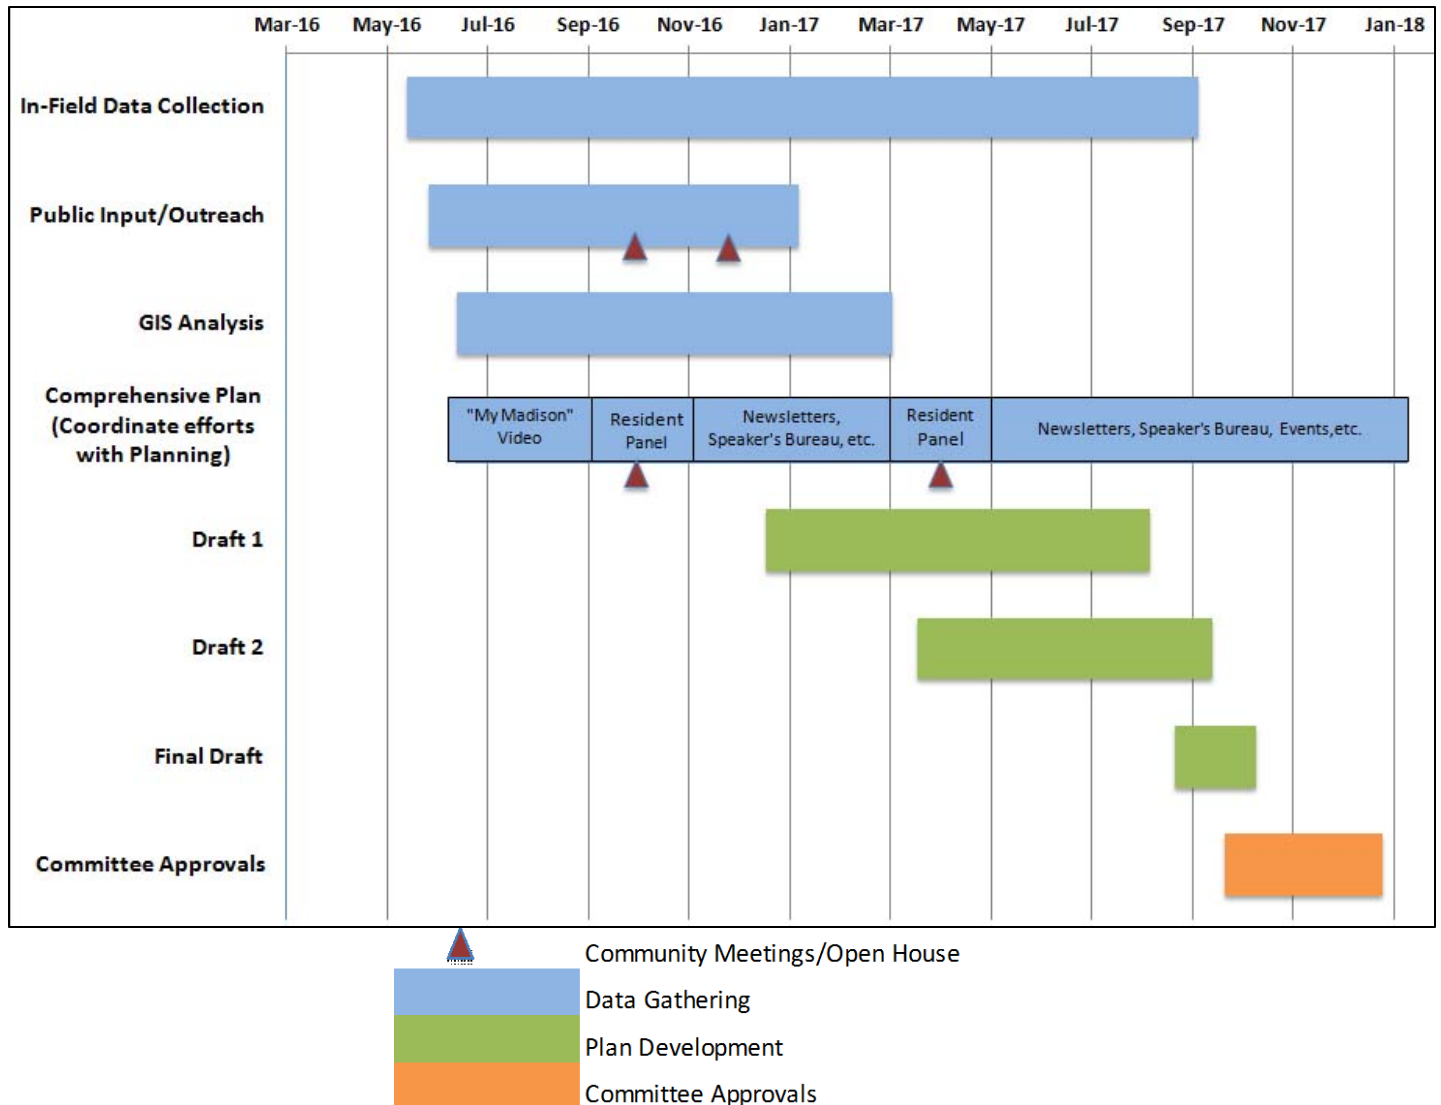 Mar-16 May-16 Jul-16 Sep-16 Nov-16 Jan-17 Mar-17 May-17 Jul-17 Sep-17 Nov-17 Jan-18
In-Field Data Collection
Public Input/Outreach
GIS Analysis
Comprehensive Plan
(Coordinate efforts
with Planning)
"My Madison"
Video
Resident
Panel
Newsletters,
Speaker's Bureau, etc.
Resident
Panel
Newsletters, Speaker's Bureau, Events,etc.
Draft 1
Draft 2
Final Draft
Committee Approvals
Community Meetings/Open House
Data Gathering
Plan Development
Committee Approvals